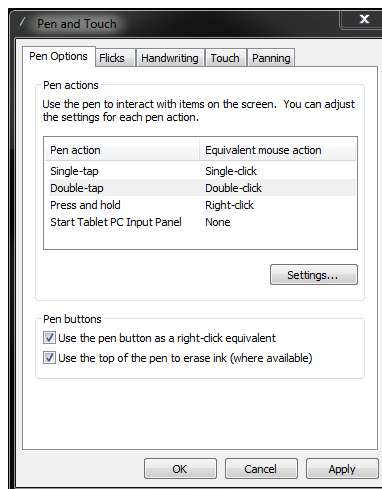 Pen and Touch
Pen Options Flicks Handwriting Touch Panning
Pen actions
Use the pen to interact with items on the screen. You can adjust
the settings for each pen action.
Pen action Equivalent mouse action
Single-tap Single-click
Double-tap Double-click
Press and hold Right-click
Start Tablet PC Input Panel None
Settings...
Pen buttons
Use the pen button as a right-click equivalent
Use the top of the pen to erase ink (where available)
OK Cancel Apply